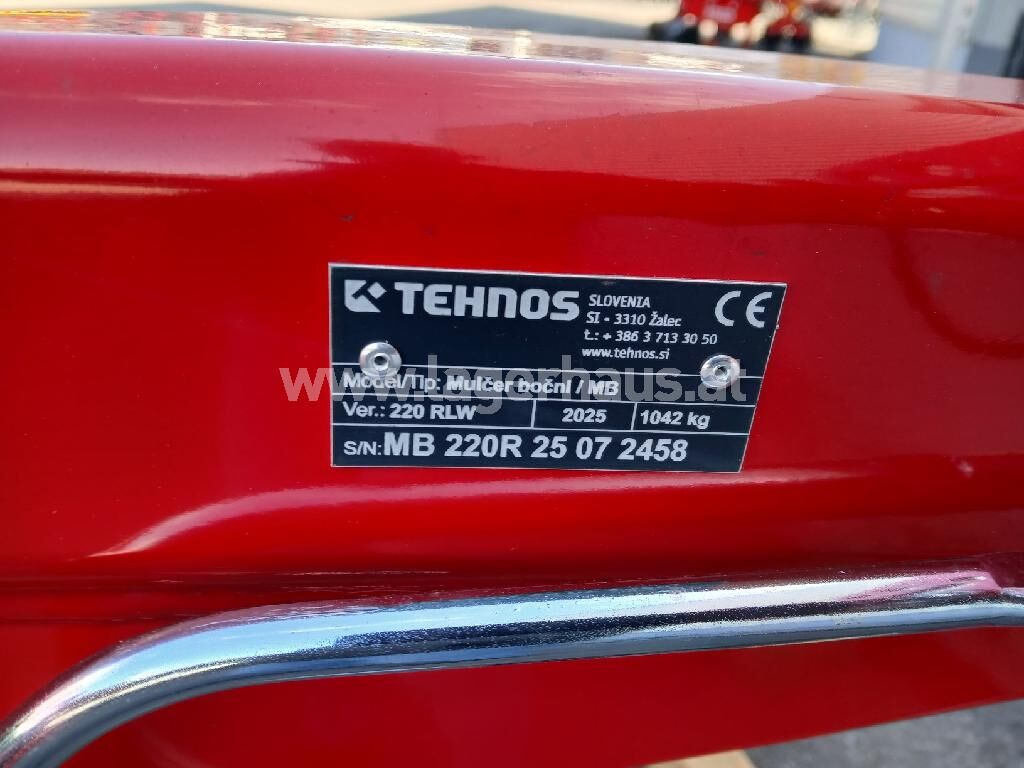 TEHNOS
SLOVENIA
SI - 3310 Žalec
t.: + 386 3 713 30 50
www.tehnos.si
CE
www.lagerhaus.at
Model/Tip: Mulčer bočni / MB
Ver.: 220 RLW 2025 1042 kg
S/N: MB 220R 25 07 2458